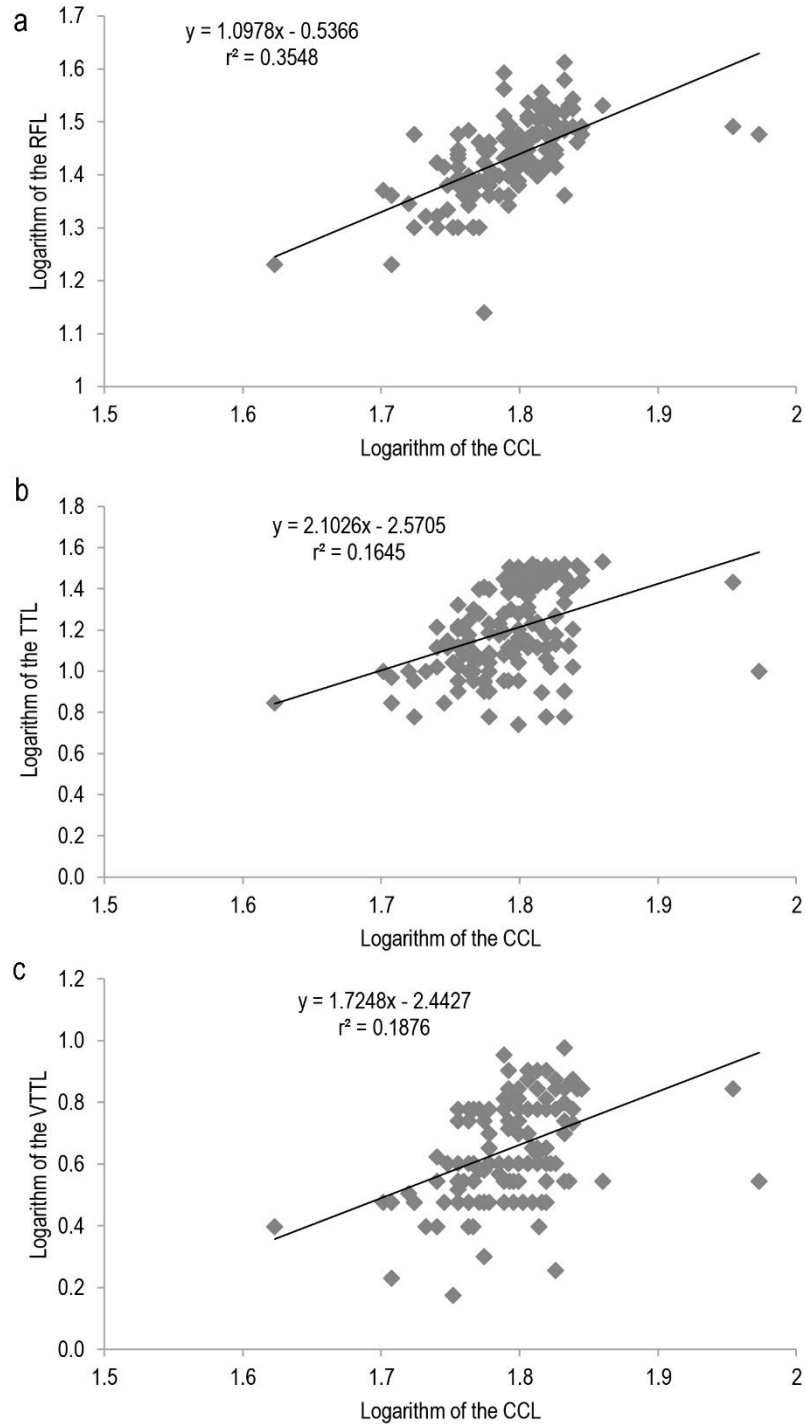 a
y = 1.0978x - 0.5366
r² = 0.3548
Logarithm of the RFL
1.7
1.6
1.5
1.4
1.3
1.2
1.1
1
1.5 1.6 1.7 1.8 1.9 2
Logarithm of the CCL
b
y = 2.1026x - 2.5705
r² = 0.1645
Logarithm of the TTL
1.8
1.6
1.4
1.2
1.0
0.8
0.6
0.4
0.2
0.0
1.5 1.6 1.7 1.8 1.9 2
Logarithm of the CCL
c
y = 1.7248x - 2.4427
r² = 0.1876
Logarithm of the VTTL
1.2
1.0
0.8
0.6
0.4
0.2
0.0
1.5 1.6 1.7 1.8 1.9 2
Logarithm of the CCL